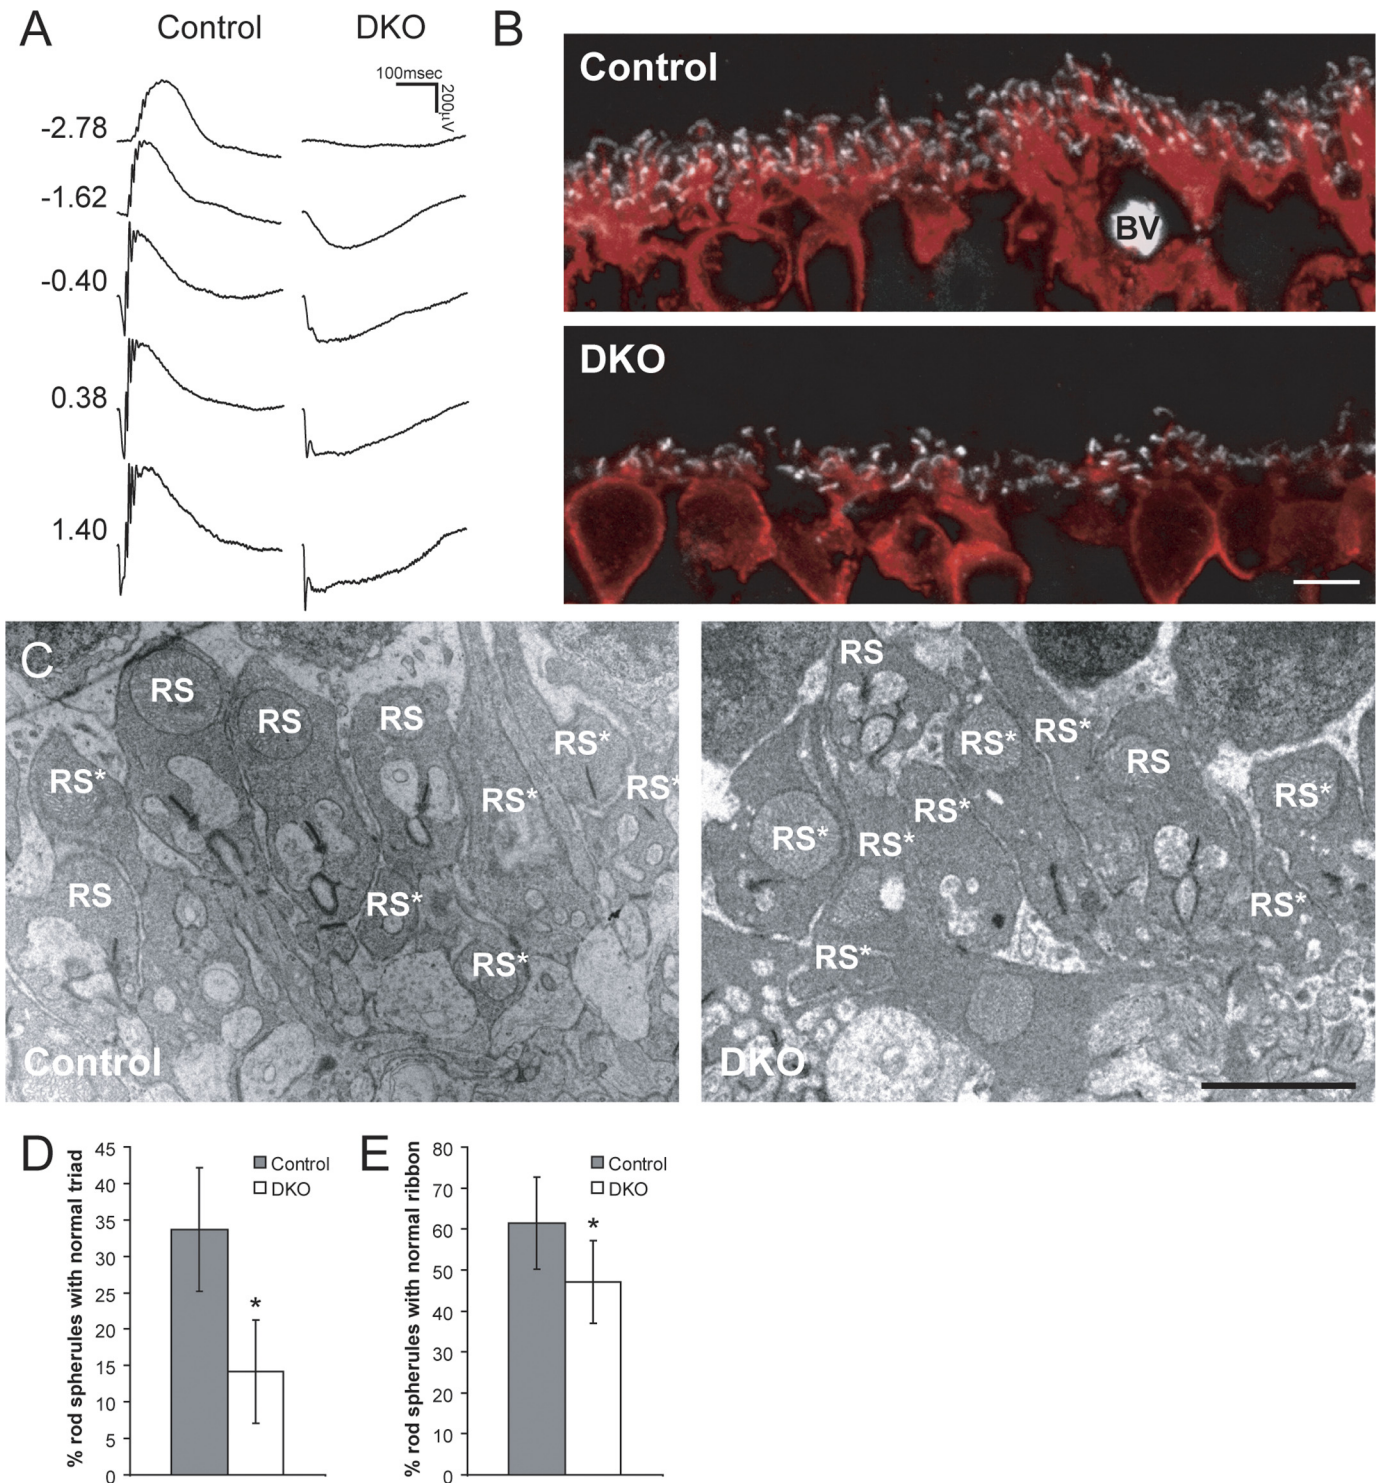 A Control DKO
100msec
200μV
-2.78
-1.62
-0.40
0.38
1.40
B
Control
BV
DKO
C
RS
RS
RS
RS*
RS*
RS*
RS*
RS
RS*
RS*
Control
RS
RS*
RS*
RS
RS*
RS*
RS*
RS*
RS*
RS*
DKO
D
% rod spherules with normal triad
45
40
35
30
25
20
15
10
5
0
Control
DKO
*
E
% rod spherules with normal ribbon
80
70
60
50
40
30
20
10
0
Control
DKO
*